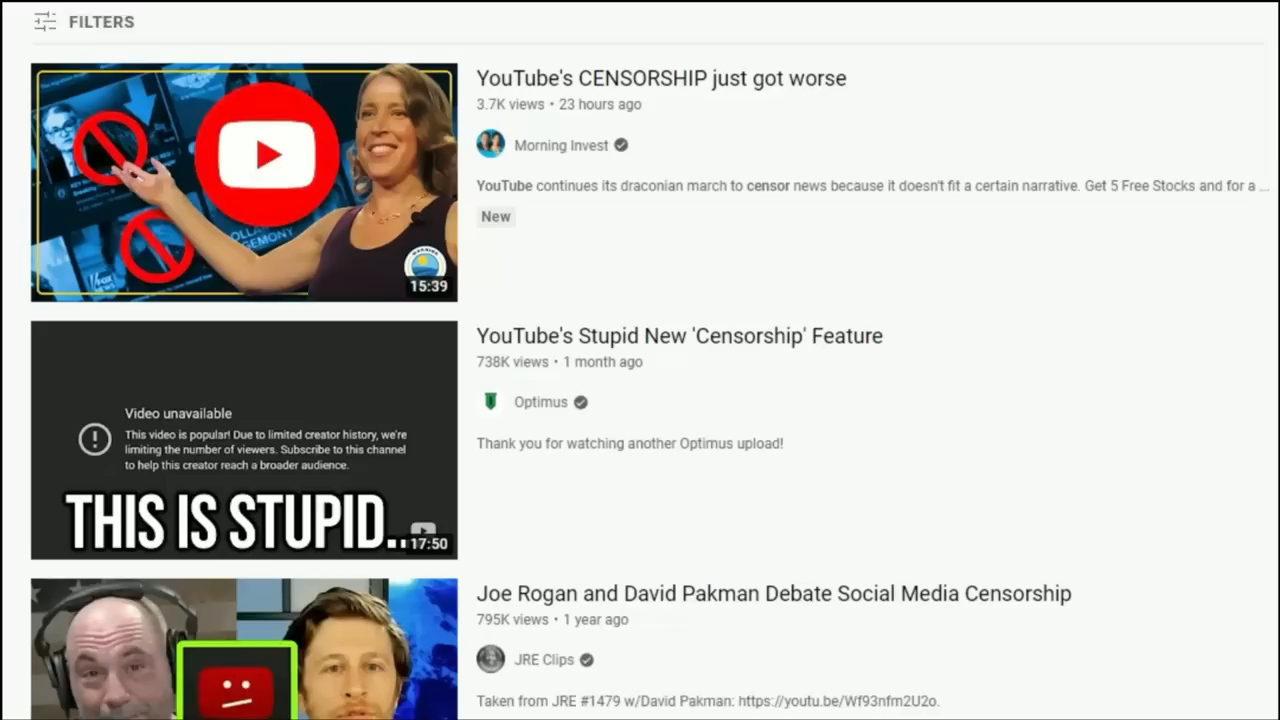 FILTERS
YouTube's CENSORSHIP just got worse
3.7K views • 23 hours ago
Morning Invest
YouTube continues its draconian march to censor news because it doesn't fit a certain narrative. Get 5 Free Stocks and for a ...
New
15:39
YouTube's Stupid New 'Censorship' Feature
738K views • 1 month ago
Optimus
Thank you for watching another Optimus upload!
Video unavailable
This video is popular! Due to limited creator history, we're
limiting the number of viewers. Subscribe to this channel
to help this creator reach a broader audience.
THIS IS STUPID...
17:50
Joe Rogan and David Pakman Debate Social Media Censorship
795K views • 1 year ago
JRE Clips
Taken from JRE #1479 w/David Pakman: https://youtu.be/Wf93nfm2U2o.